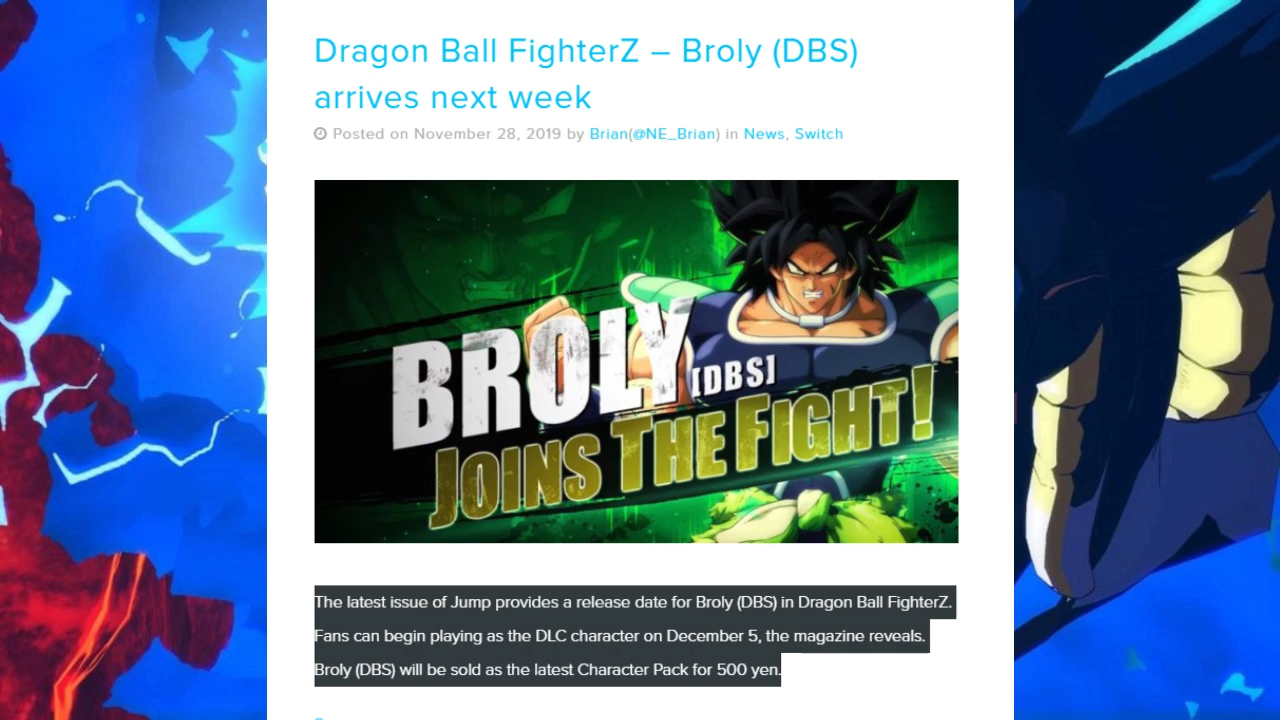 Dragon Ball FighterZ – Broly (DBS)
arrives next week
Posted on November 28, 2019 by Brian(@NE_Brian) in News, Switch
BROLY [DBS]
JOINS THE FIGHT!
The latest issue of Jump provides a release date for Broly (DBS) in Dragon Ball FighterZ.
Fans can begin playing as the DLC character on December 5, the magazine reveals.
Broly (DBS) will be sold as the latest Character Pack for 500 yen.